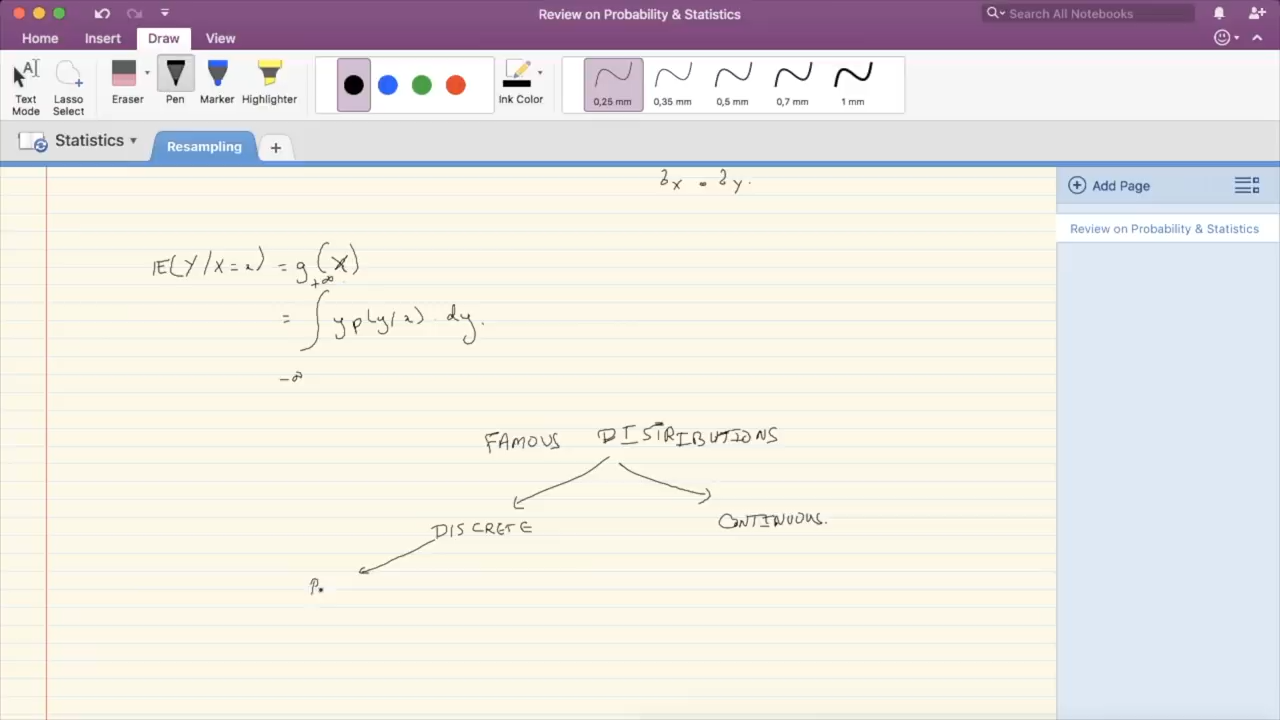 Review on Probability & Statistics
Search All Notebooks
Home Insert Draw View
Text Mode
Lasso Select
Eraser
Pen
Marker
Highlighter
Ink Color
0,25 mm 0,35 mm 0,5 mm 0,7 mm 1 mm
Statistics
Resampling
+
Add Page
Review on Probability & Statistics
E(Y/X=x) = g(X)
= ∫ y p(y/x) . dy.
+∞
-∞
FAMOUS DISTRIBUTIONS
DISCRETE
CONTINUOUS.